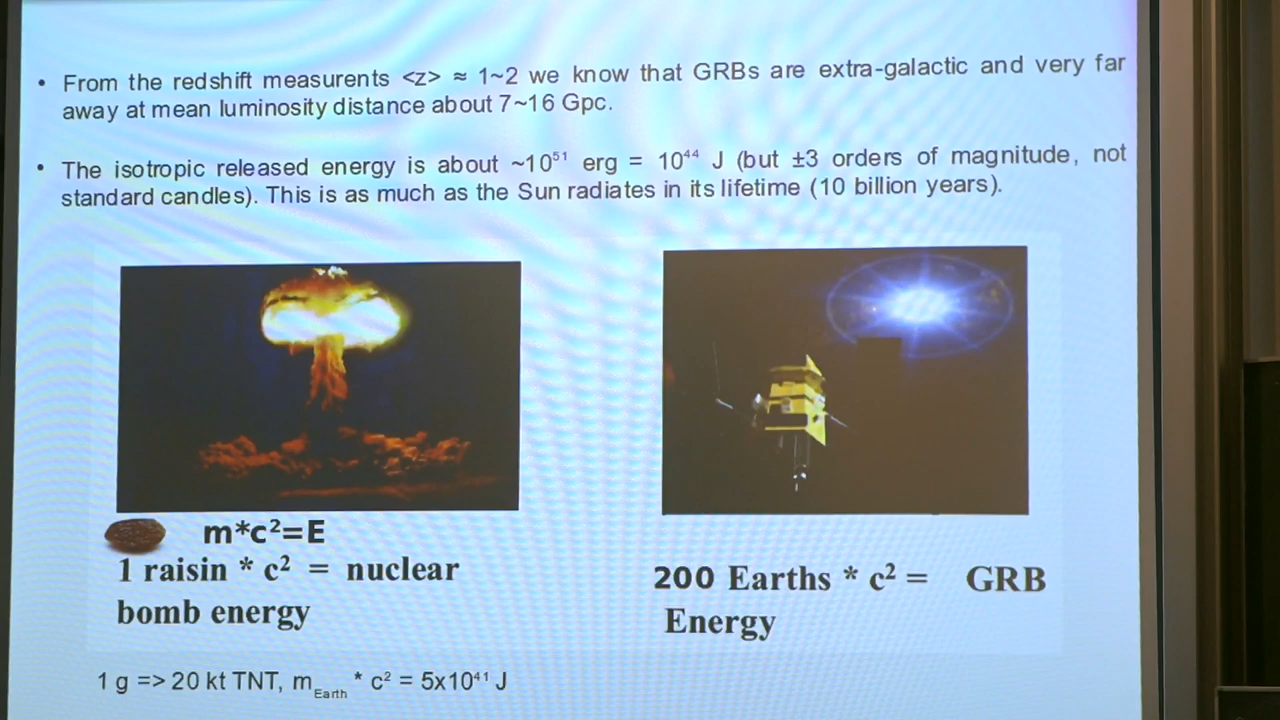 • From the redshift measurents <z> ≈ 1~2 we know that GRBs are extra-galactic and very far
away at mean luminosity distance about 7~16 Gpc.
• The isotropic released energy is about ~10⁵¹ erg = 10⁴⁴ J (but ±3 orders of magnitude, not
standard candles). This is as much as the Sun radiates in its lifetime (10 billion years).
m*c²=E
1 raisin * c² = nuclear
bomb energy
200 Earths * c² = GRB
Energy
1 g => 20 kt TNT, m_Earth * c² = 5x10⁴¹ J